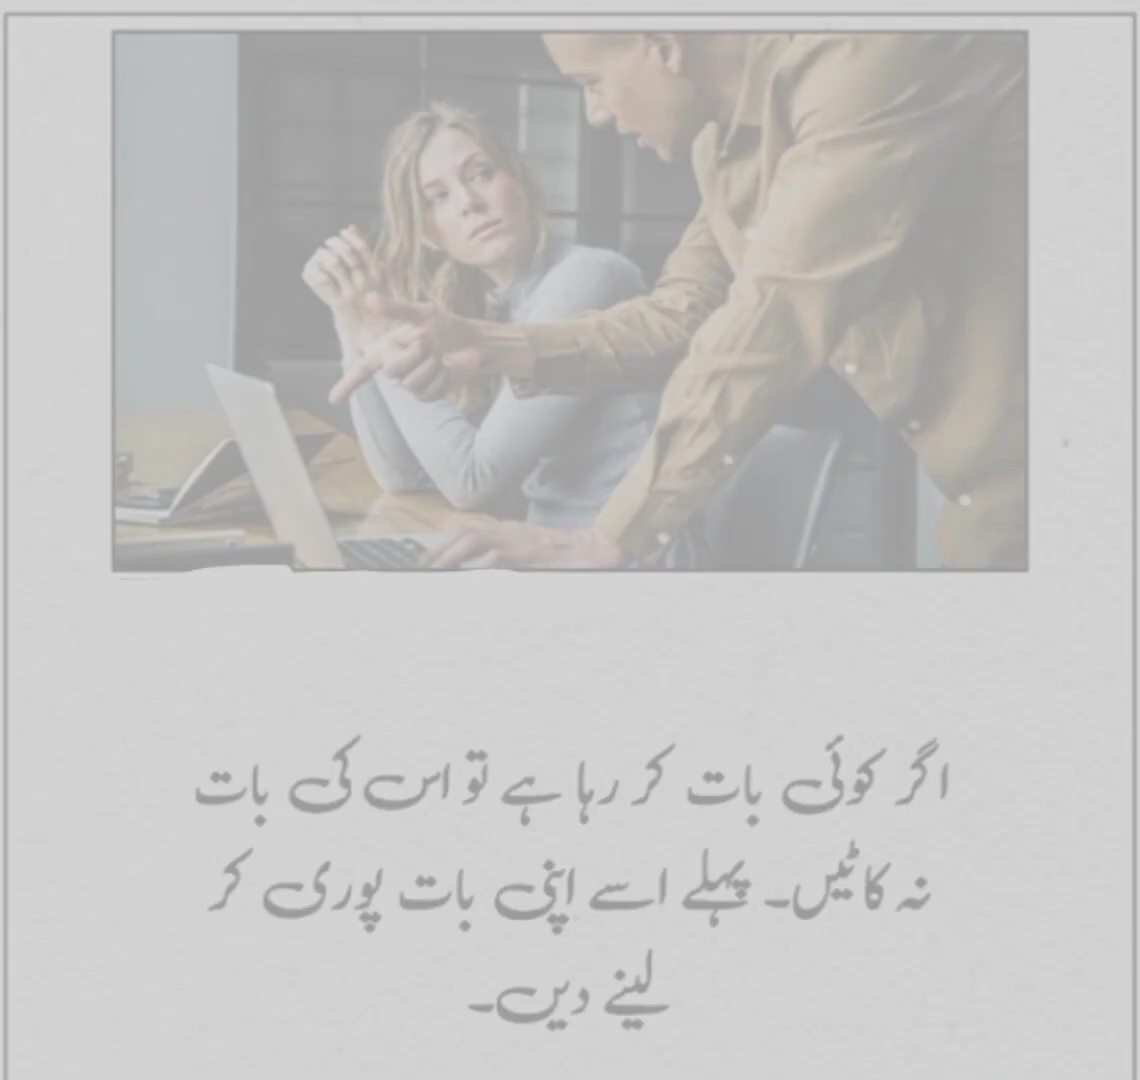 اگر کوئی بات کر رہا ہے تو اس کی بات
نہ کاٹیں۔ پہلے اسے اپنی بات پوری کر
لینے دیں۔